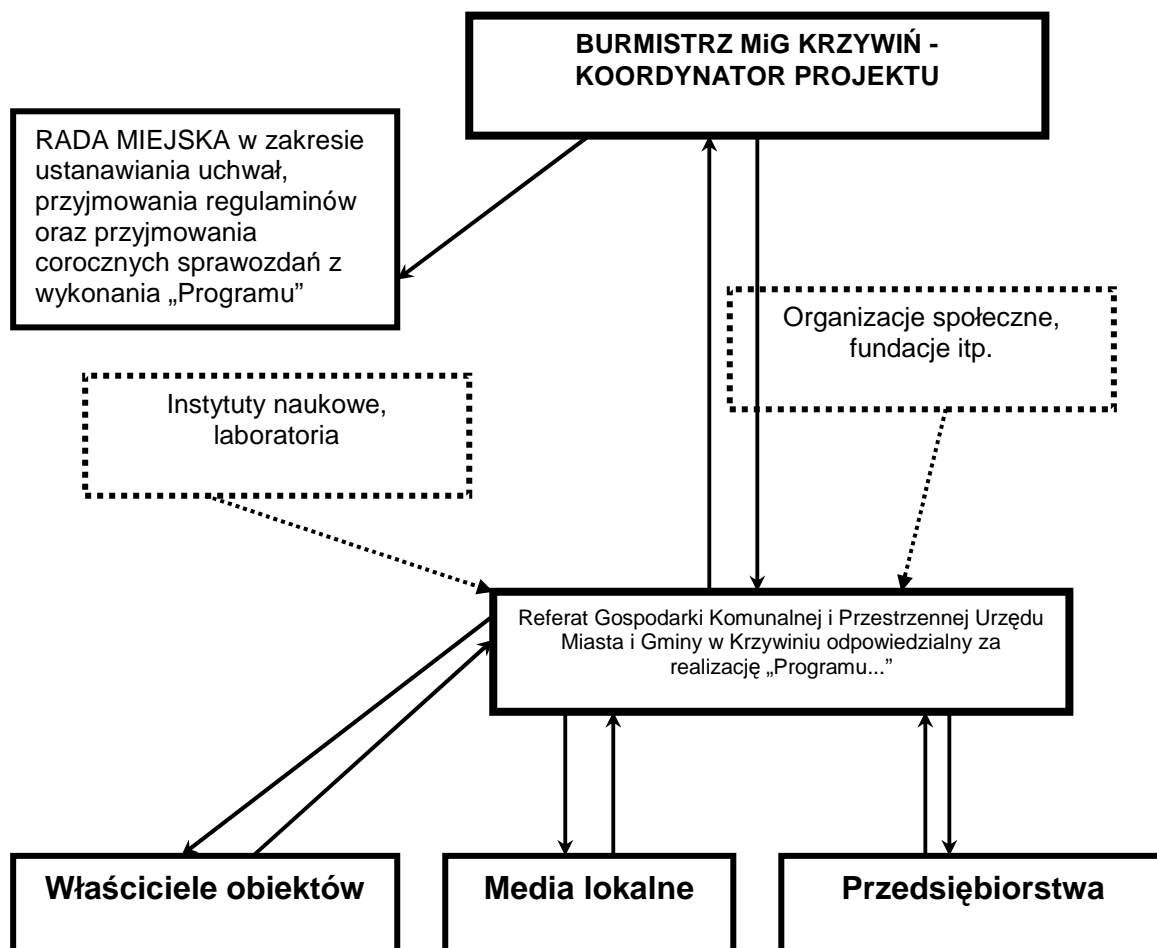 BURMISTRZ MiG KRZYWIŃ -
KOORDYNATOR PROJEKTU
RADA MIEJSKA w zakresie
ustanawiania uchwał,
przyjmowania regulaminów
oraz przyjmowania
corocznych sprawozdań z
wykonania „Programu”
Organizacje społeczne,
fundacje itp.
Instytuty naukowe,
laboratoria
Referat Gospodarki Komunalnej i Przestrzennej Urzędu
Miasta i Gminy w Krzywiniu odpowiedzialny za
realizację „Programu...”
Właściciele obiektów
Media lokalne
Przedsiębiorstwa